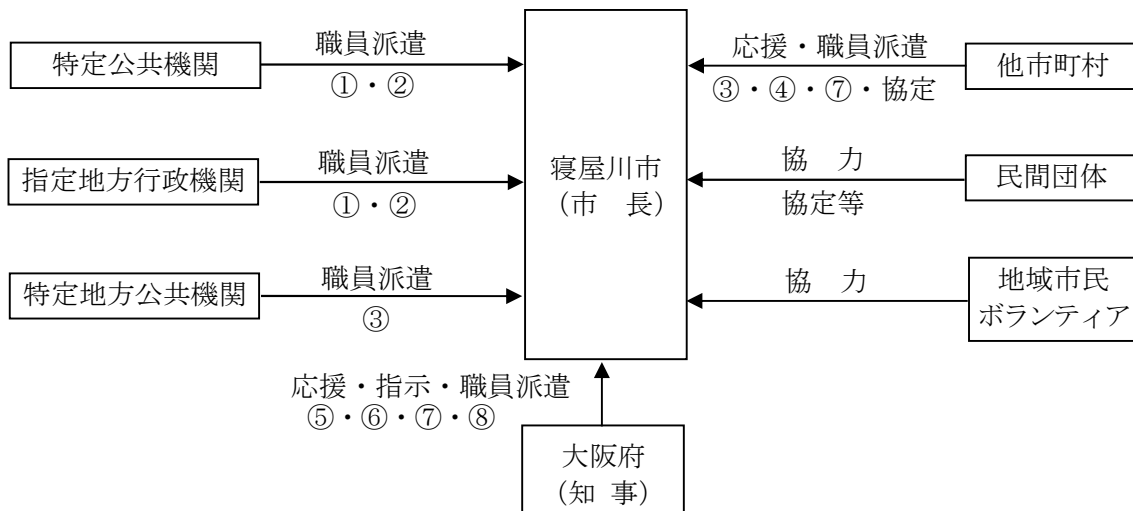 特定公共機関
職員派遣
①・②
指定地方行政機関
職員派遣
①・②
特定地方公共機関
職員派遣
③
寝屋川市
(市 長)
応援・職員派遣
③・④・⑦・協定
他市町村
協 力
協定等
民間団体
協 力
地域市民
ボランティア
応援・指示・職員派遣
⑤・⑥・⑦・⑧
大阪府
(知 事)